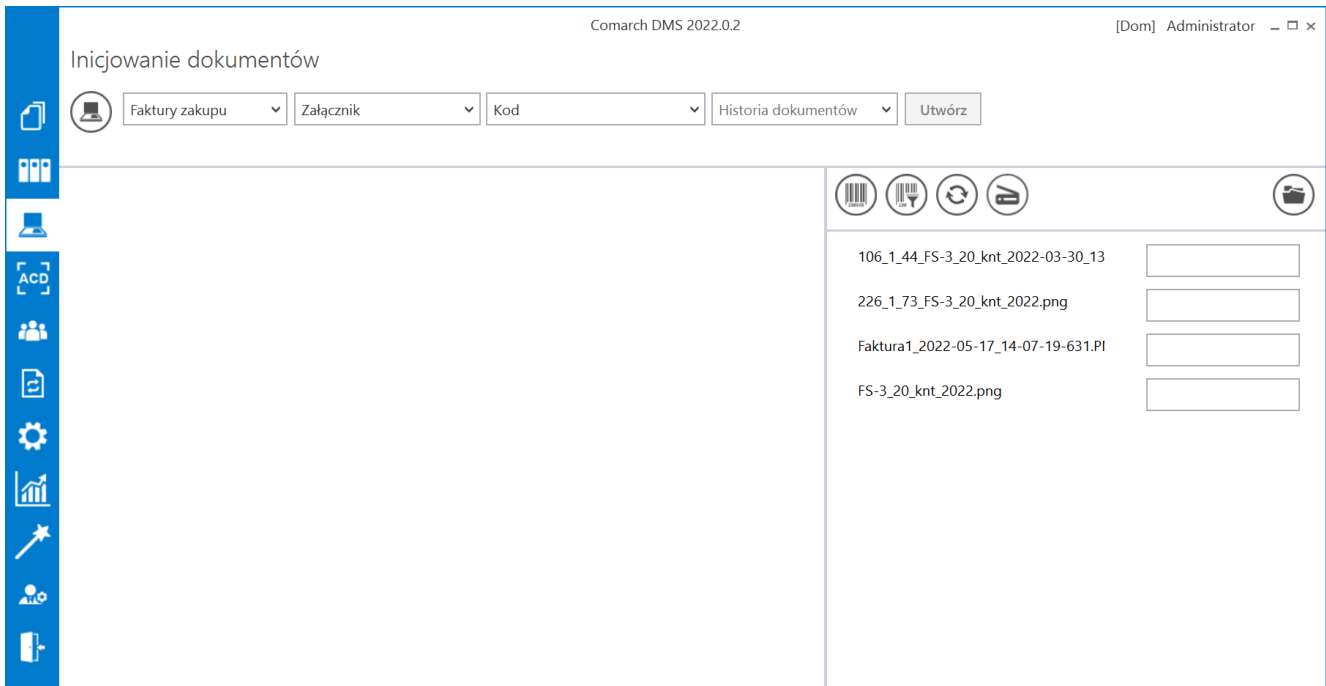 Comarch DMS 2022.0.2
[Dom] Administrator
Inicjowanie dokumentów
Faktury zakupu Załącznik Kod Historia dokumentów Utwórz
ACD
106_1_44_FS-3_20_knt_2022-03-30_13
226_1_73_FS-3_20_knt_2022.png
Faktura1_2022-05-17_14-07-19-631.PI
FS-3_20_knt_2022.png